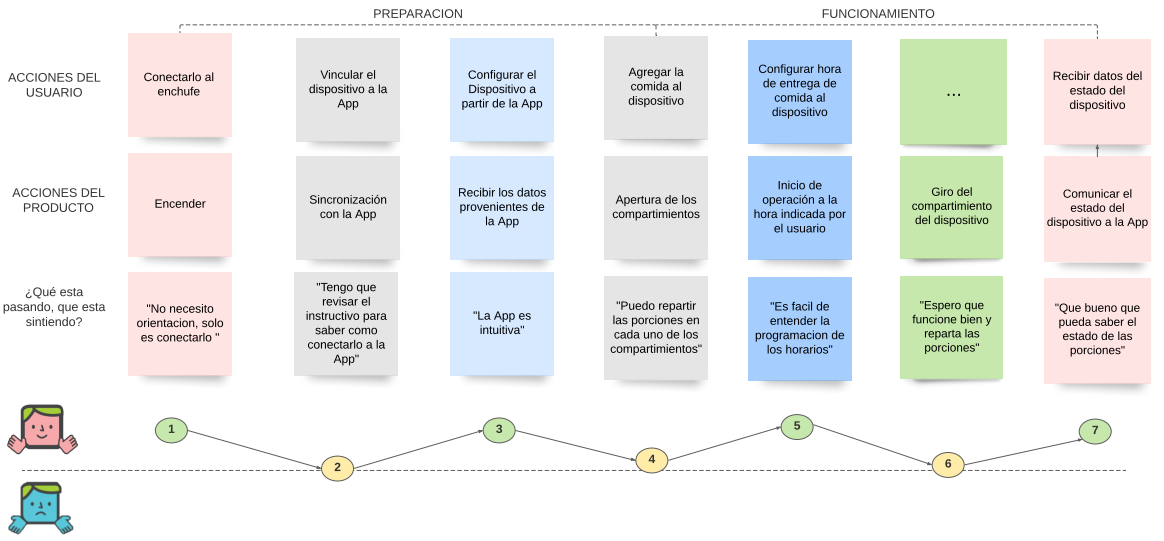 PREPARACION
FUNCIONAMIENTO
ACCIONES DEL
USUARIO
Conectarlo al
enchufe
Vincular el
dispositivo a la
App
Configurar el
Dispositivo a
partir de la App
Agregar la
comida al
dispositivo
Configurar hora
de entrega de
comida al
dispositivo
...
Recibir datos del
estado del
dispositivo
ACCIONES DEL
PRODUCTO
Encender
Sincronización
con la App
Recibir los datos
provenientes de
la App
Apertura de los
compartimientos
Inicio de
operación a la
hora indicada por
el usuario
Giro del
compartimiento
del dispositivo
Comunicar el
estado del
dispositivo a la App
¿Qué esta
pasando, que esta
sintiendo?
"No necesito
orientacion, solo
es conectarlo "
"Tengo que
revisar el
instructivo para
saber como
conectarlo a la
App"
"La App es
intuitiva"
"Puedo repartir
las porciones en
cada uno de los
compartimientos"
"Es facil de
entender la
programacion de
los horarios"
"Espero que
funcione bien y
reparta las
porciones"
"Que bueno que
pueda saber el
estado de las
porciones"
1
2
3
4
5
6
7